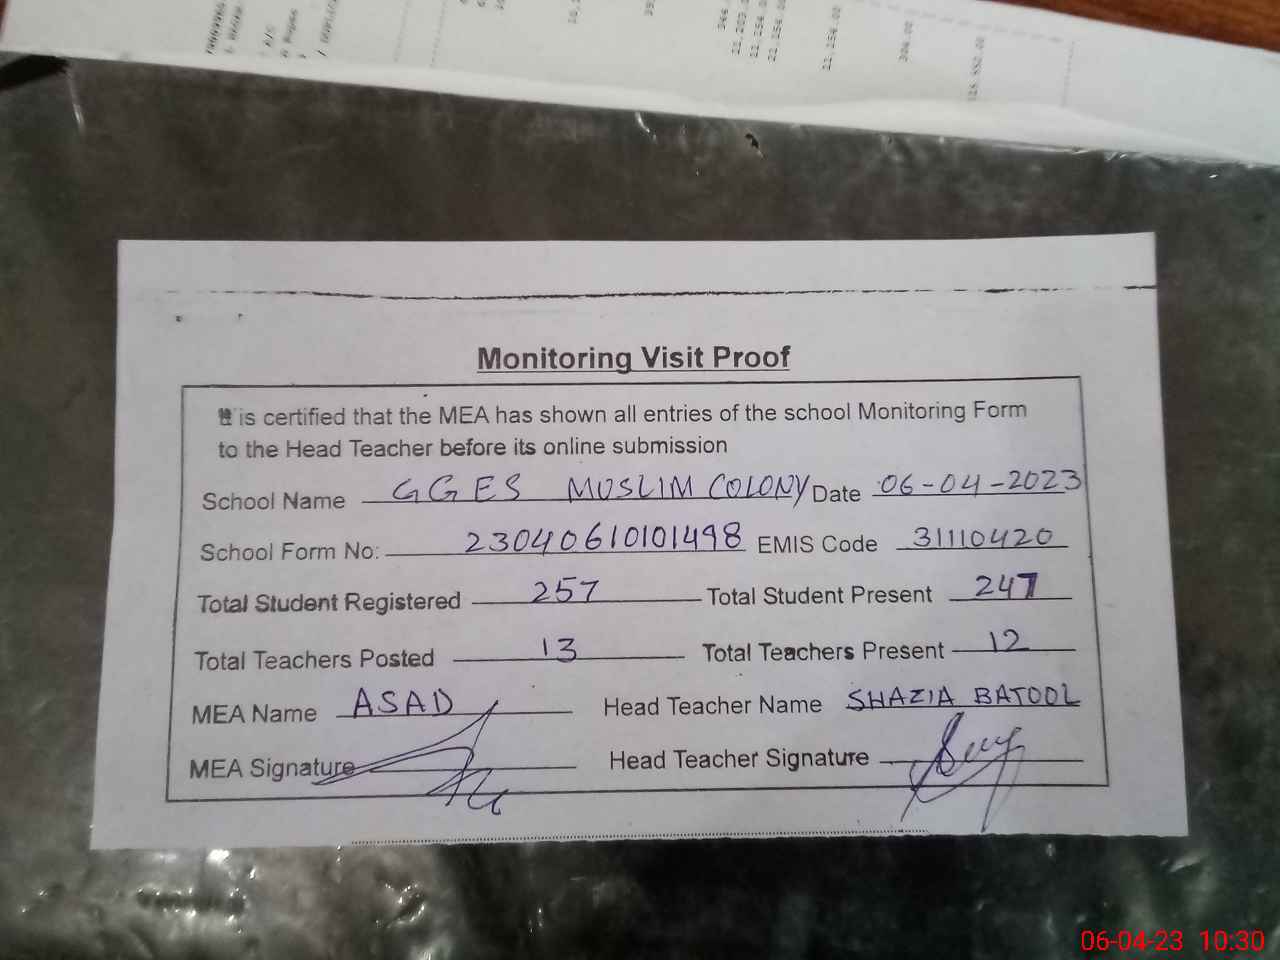 Monitoring Visit Proof
It is certified that the MEA has shown all entries of the school Monitoring Form
to the Head Teacher before its online submission
School Name GGES MUSLIM COLONY Date 06-04-2023
School Form No: 23040610101498 EMIS Code 31110420
Total Student Registered 257 Total Student Present 247
Total Teachers Posted 13 Total Teachers Present 12
MEA Name ASAD Head Teacher Name SHAZIA BATOOL
MEA Signature Head Teacher Signature
06-04-23 10:30